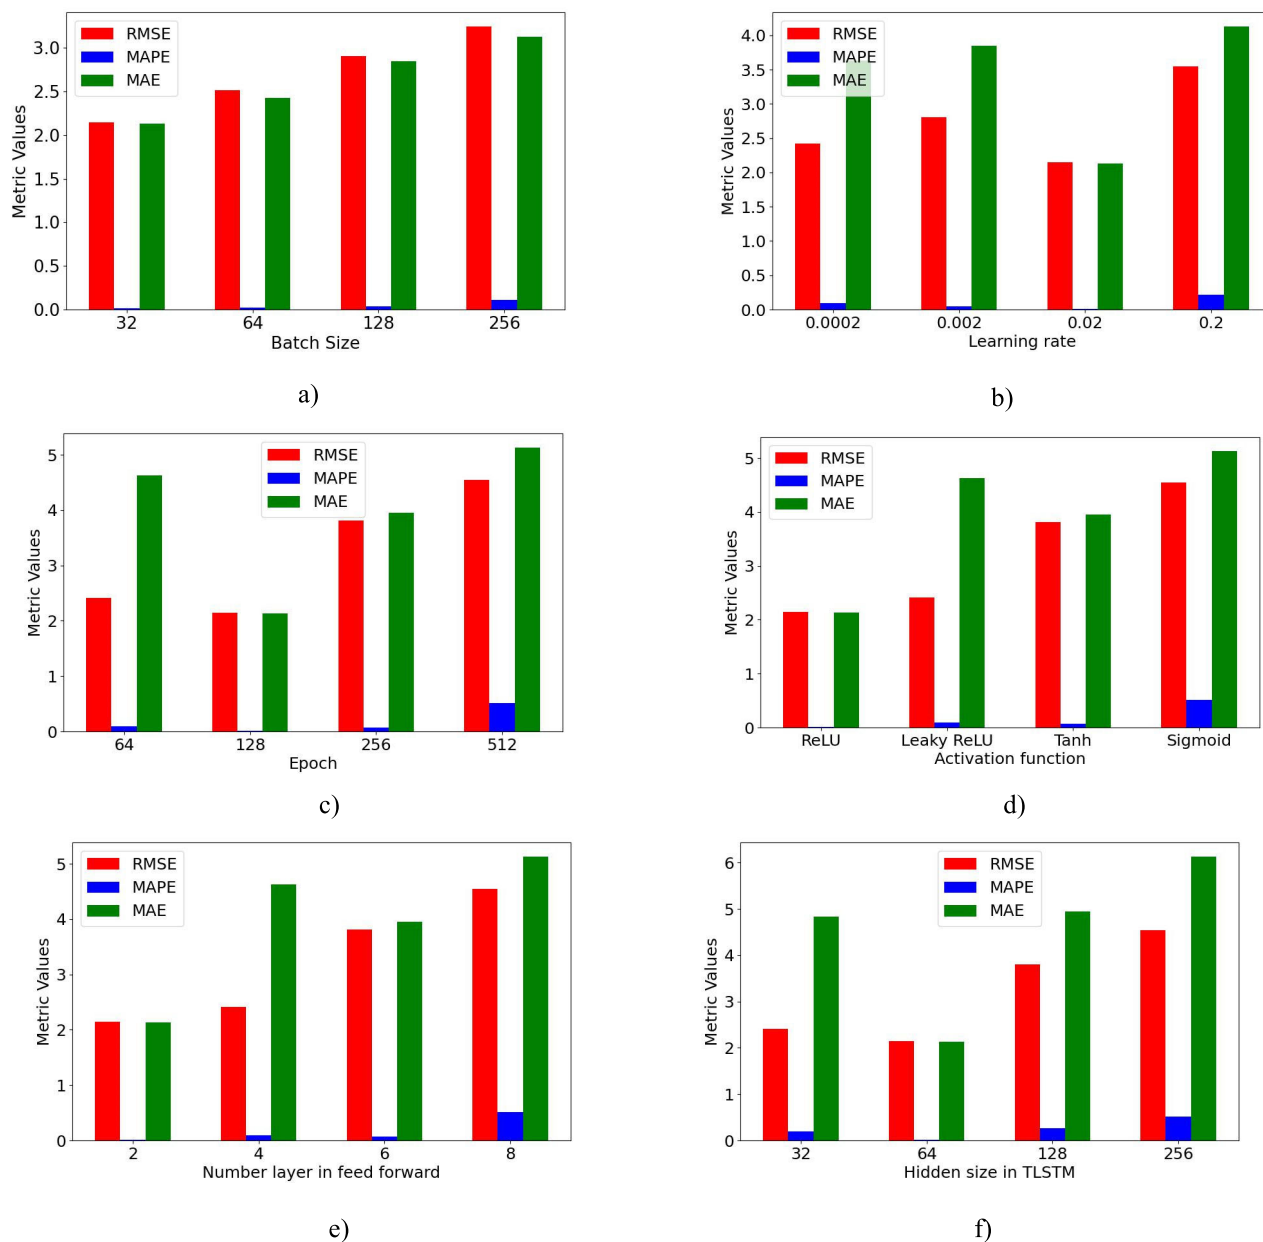 RMSE
MAPE
MAE
Metric Values
3.0
2.5
2.0
1.5
1.0
0.5
0.0
32 64 128 256
Batch Size
a)
RMSE
MAPE
MAE
Metric Values
4.0
3.5
3.0
2.5
2.0
1.5
1.0
0.5
0.0
0.0002 0.002 0.02 0.2
Learning rate
b)
RMSE
MAPE
MAE
Metric Values
5
4
3
2
1
0
64 128 256 512
Epoch
c)
RMSE
MAPE
MAE
Metric Values
5
4
3
2
1
0
ReLU Leaky ReLU Tanh Sigmoid
Activation function
d)
RMSE
MAPE
MAE
Metric Values
5
4
3
2
1
0
2 4 6 8
Number layer in feed forward
e)
RMSE
MAPE
MAE
Metric Values
6
5
4
3
2
1
0
32 64 128 256
Hidden size in TLSTM
f)